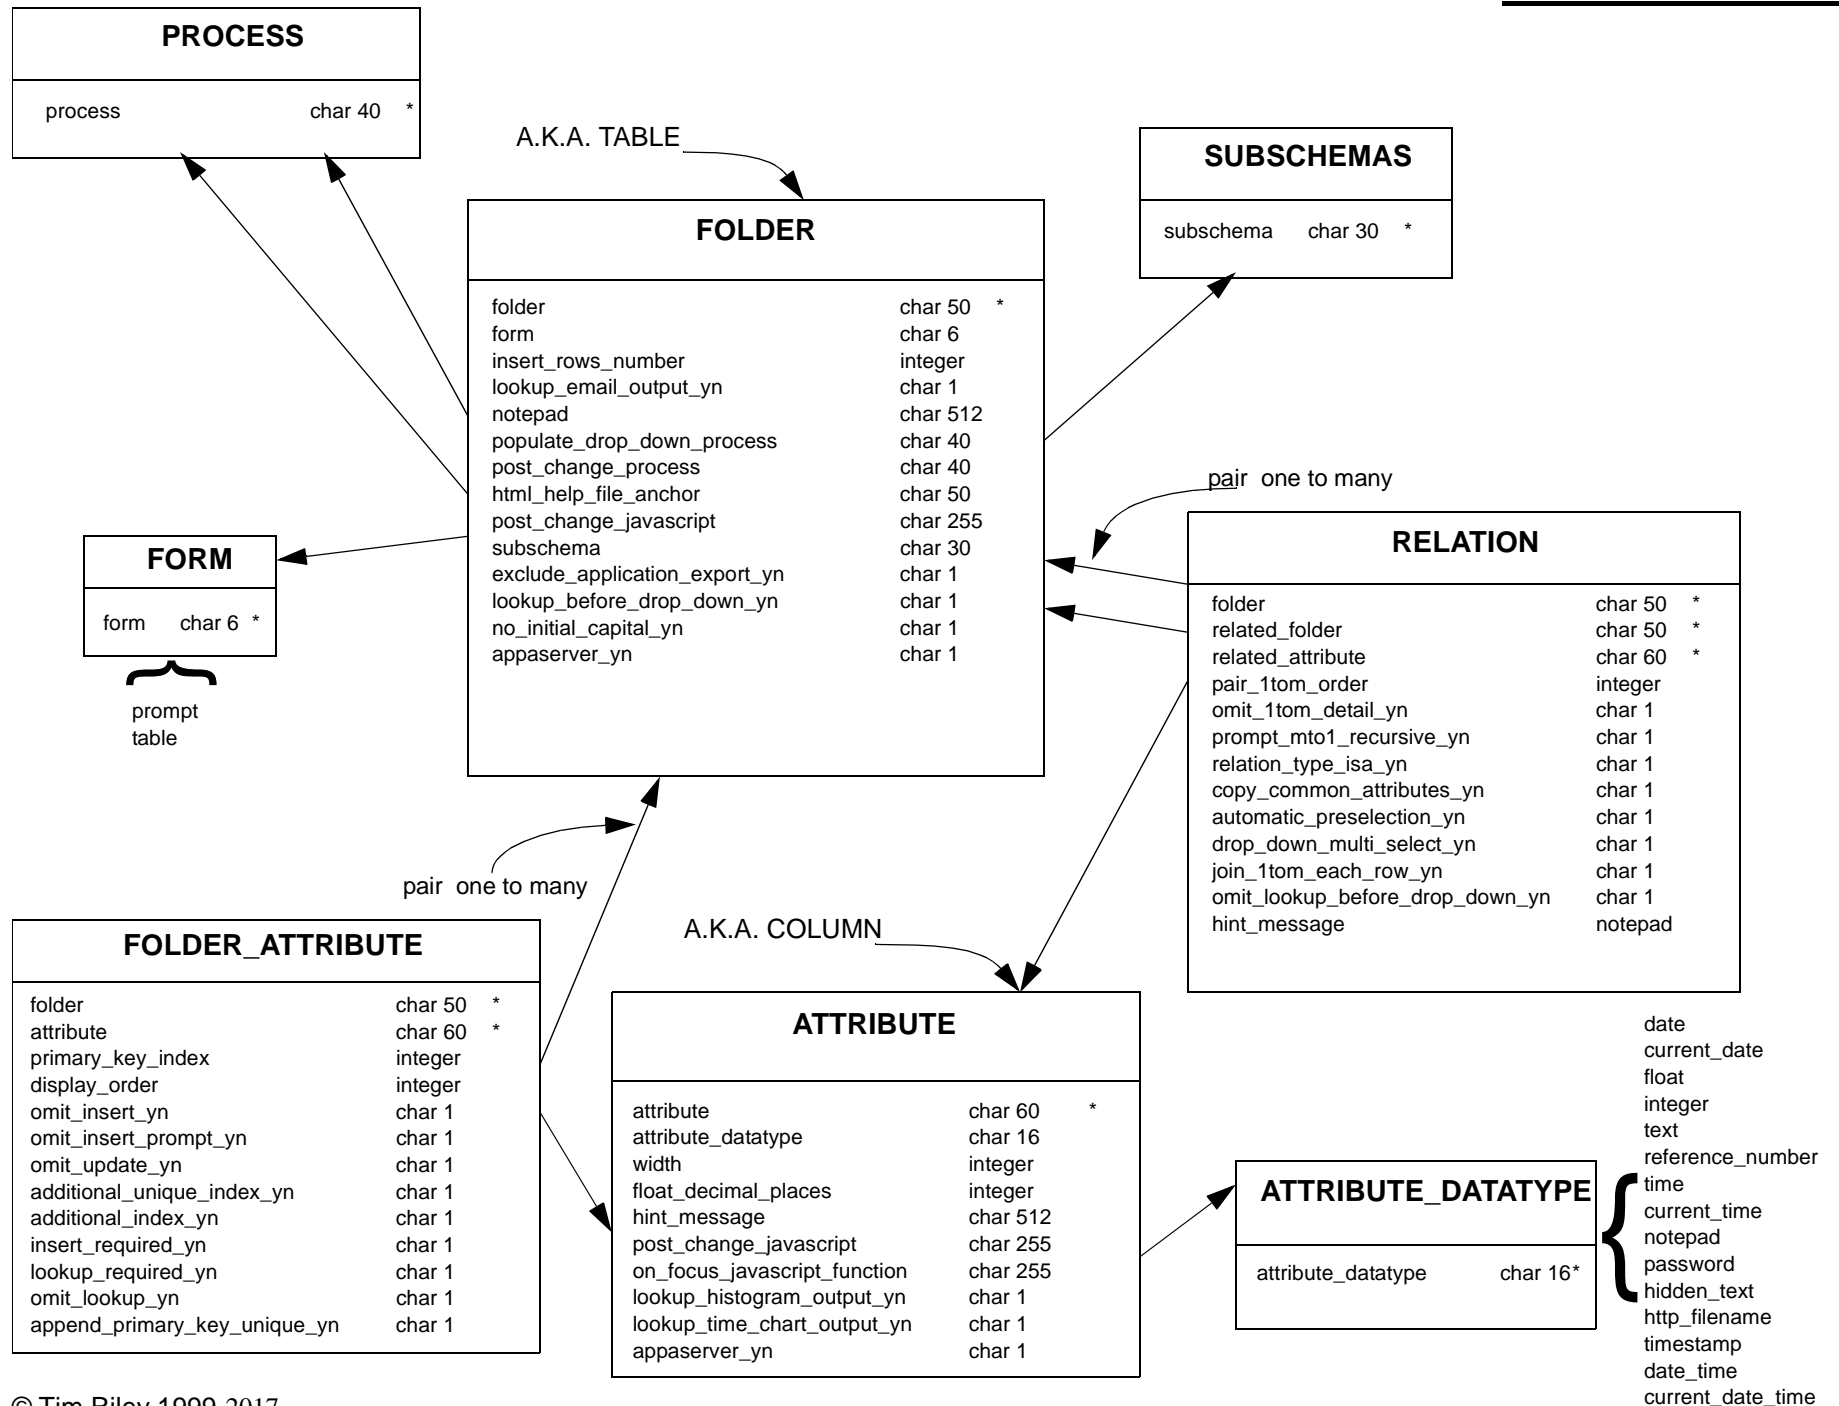 PROCESS
process char 40 *
A.K.A. TABLE
SUBSCHEMAS
subschema char 30 *
FOLDER
folder char 50 *
form char 6
insert_rows_number integer
lookup_email_output_yn char 1
notepad char 512
populate_drop_down_process char 40
post_change_process char 40
html_help_file_anchor char 50
post_change_javascript char 255
subschema char 30
exclude_application_export_yn char 1
lookup_before_drop_down_yn char 1
no_initial_capital_yn char 1
appaserver_yn char 1
pair one to many
FORM
form char 6 *
prompt
table
RELATION
folder char 50 *
related_folder char 50 *
related_attribute char 60 *
pair_1tom_order integer
omit_1tom_detail_yn char 1
prompt_mto1_recursive_yn char 1
relation_type_isa_yn char 1
copy_common_attributes_yn char 1
automatic_preselection_yn char 1
drop_down_multi_select_yn char 1
join_1tom_each_row_yn char 1
omit_lookup_before_drop_down_yn char 1
hint_message notepad
pair one to many
FOLDER_ATTRIBUTE
folder char 50 *
attribute char 60 *
primary_key_index integer
display_order integer
omit_insert_yn char 1
omit_insert_prompt_yn char 1
omit_update_yn char 1
additional_unique_index_yn char 1
additional_index_yn char 1
insert_required_yn char 1
lookup_required_yn char 1
omit_lookup_yn char 1
append_primary_key_unique_yn char 1
A.K.A. COLUMN
ATTRIBUTE
attribute char 60 *
attribute_datatype char 16
width integer
float_decimal_places integer
hint_message char 512
post_change_javascript char 255
on_focus_javascript_function char 255
lookup_histogram_output_yn char 1
lookup_time_chart_output_yn char 1
appaserver_yn char 1
ATTRIBUTE_DATATYPE
attribute_datatype char 16*
date
current_date
float
integer
text
reference_number
time
current_time
notepad
password
hidden_text
http_filename
timestamp
date_time
current_date_time
© Tim Riley 1999-2017